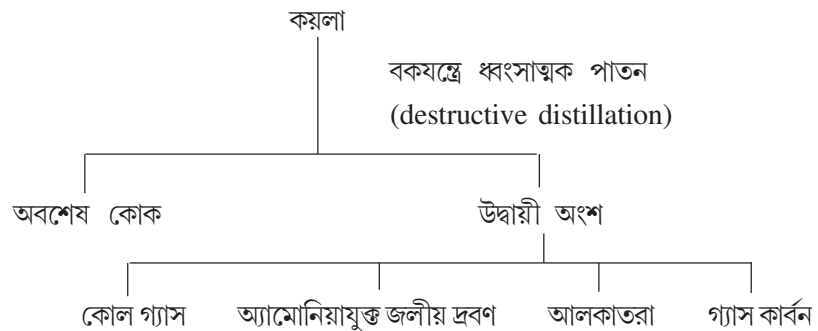 কয়লা
বকযন্ত্রে ধ্বংসাত্মক পাতন
(destructive distillation)
অবশেষ কোক উদ্বায়ী অংশ
কোল গ্যাস অ্যামোনিয়াযুক্ত জলীয় দ্রবণ আলকাতরা গ্যাস কার্বন